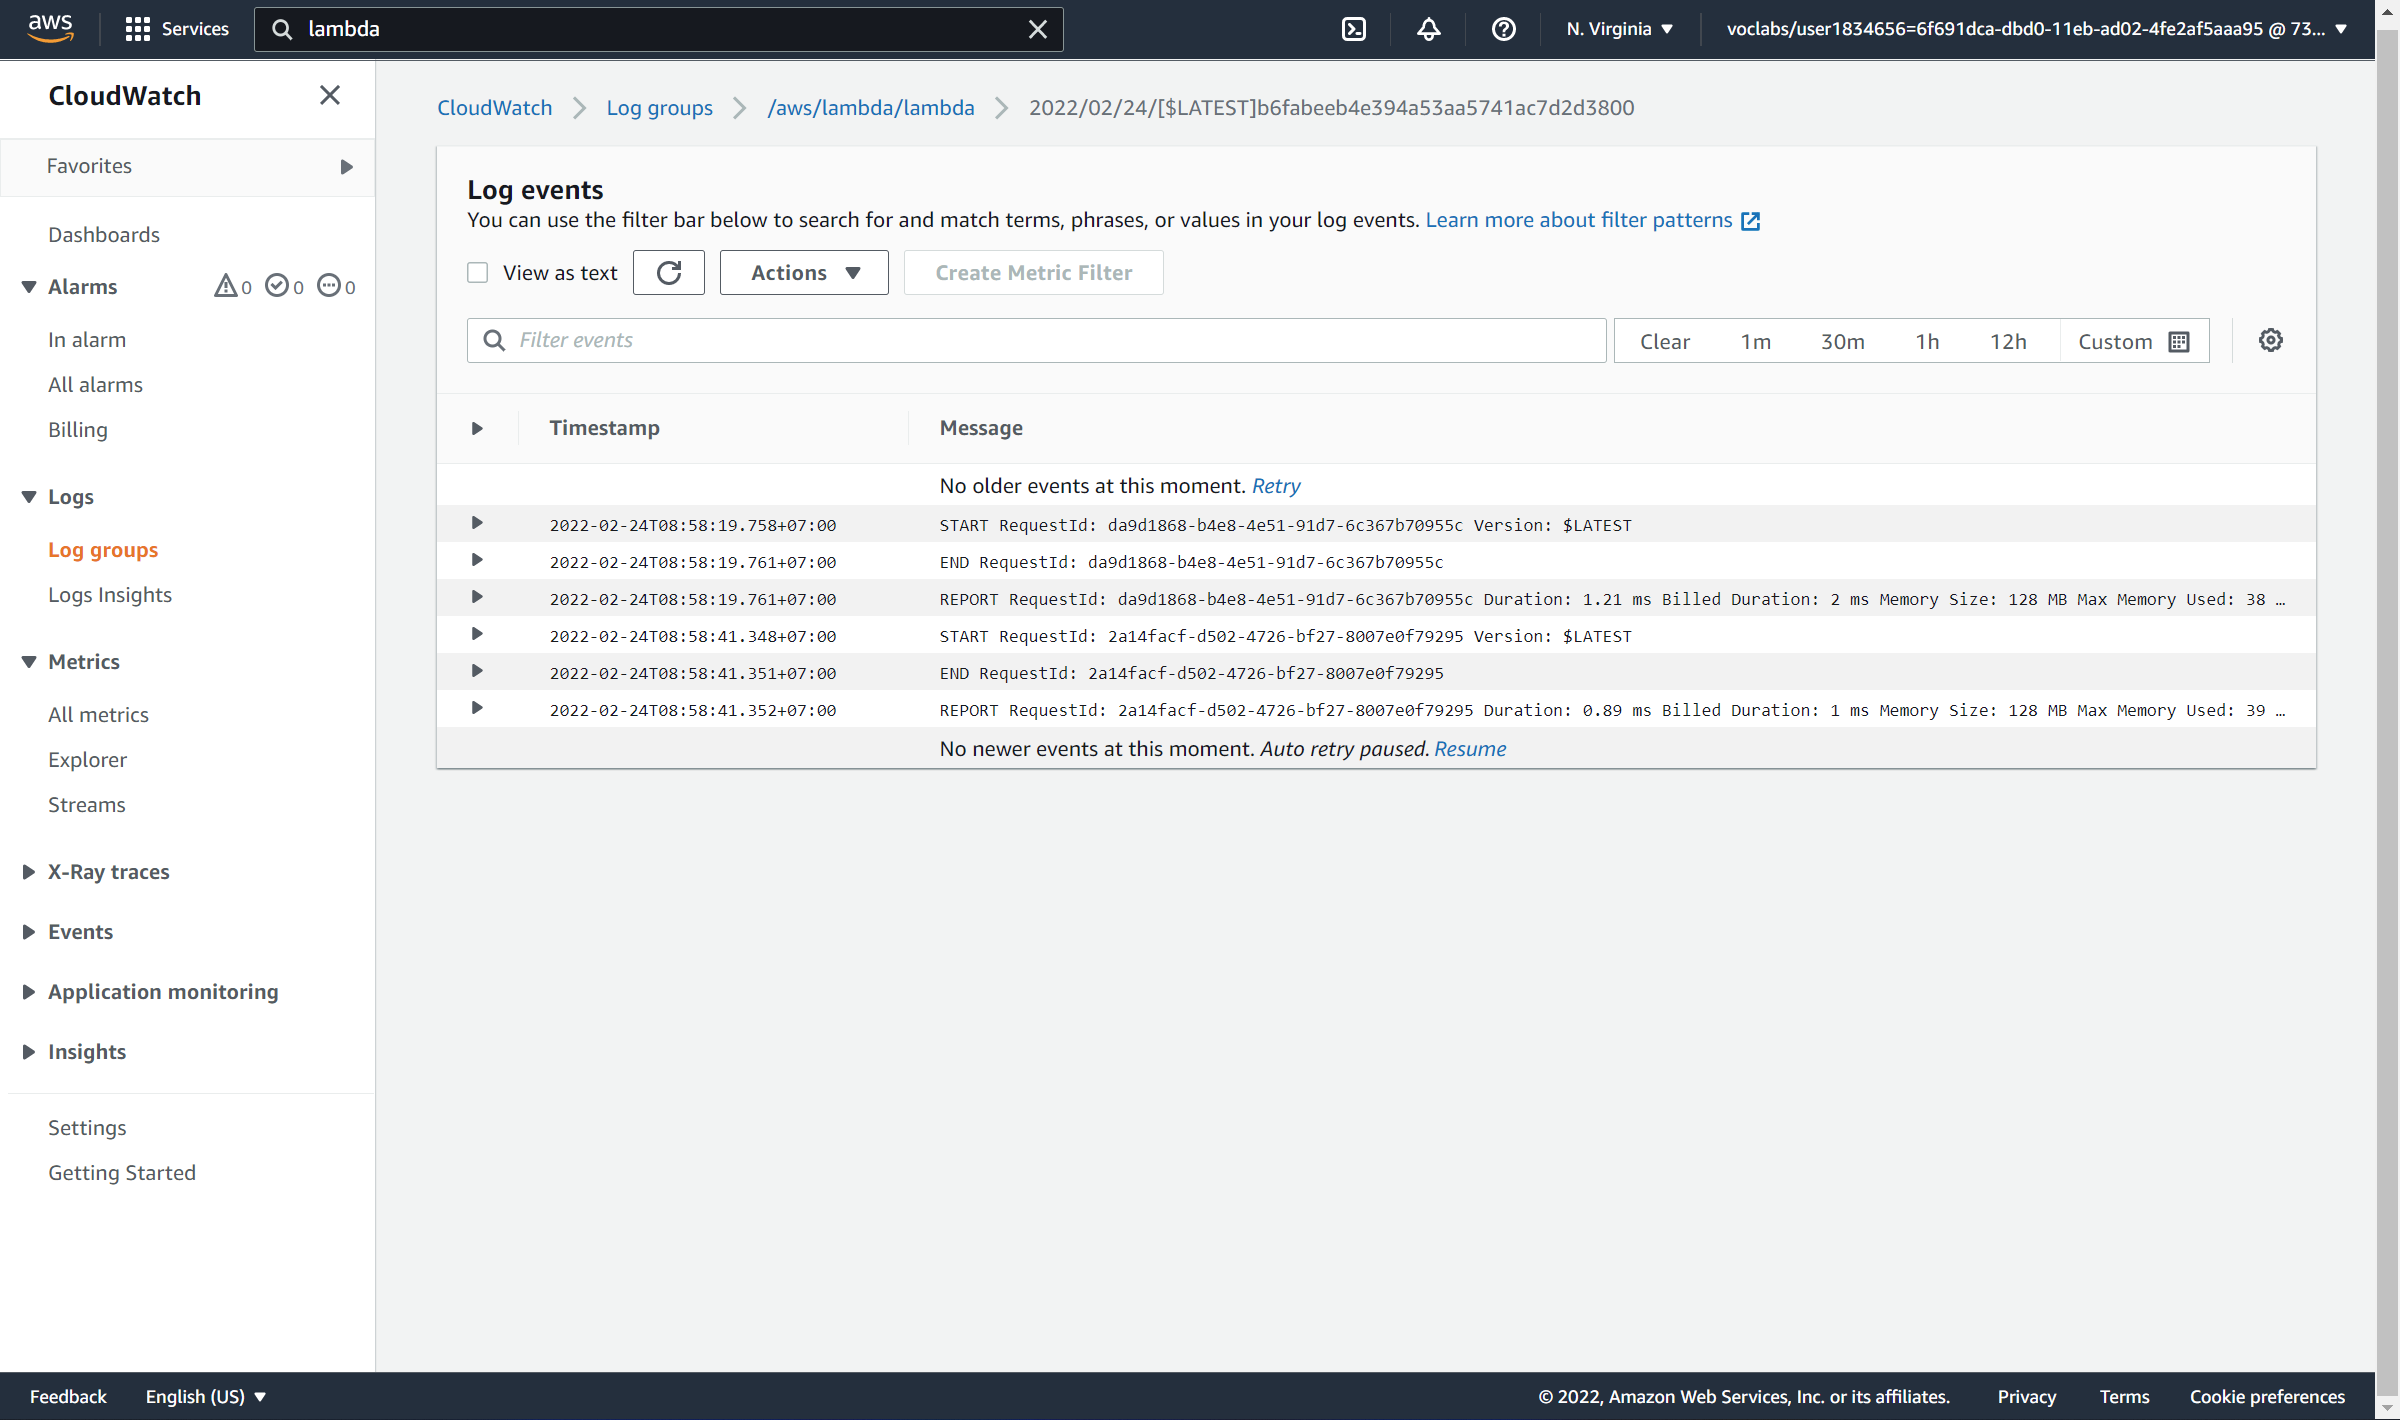 aws
Services
lambda
N. Virginia
voclabs/user1834656=6f691dca-dbd0-11eb-ad02-4fe2af5aaa95 @ 73...
CloudWatch
Favorites
Dashboards
Alarms 0 0 0
In alarm
All alarms
Billing
Logs
Log groups
Logs Insights
Metrics
All metrics
Explorer
Streams
X-Ray traces
Events
Application monitoring
Insights
Settings
Getting Started
CloudWatch Log groups /aws/lambda/lambda 2022/02/24/[$LATEST]b6fabeeb4e394a53aa5741ac7d2d3800
Log events
You can use the filter bar below to search for and match terms, phrases, or values in your log events. Learn more about filter patterns
View as text Actions Create Metric Filter
Filter events Clear 1m 30m 1h 12h Custom
Timestamp Message
No older events at this moment. Retry
2022-02-24T08:58:19.758+07:00 START RequestId: da9d1868-b4e8-4e51-91d7-6c367b70955c Version: $LATEST
2022-02-24T08:58:19.761+07:00 END RequestId: da9d1868-b4e8-4e51-91d7-6c367b70955c
2022-02-24T08:58:19.761+07:00 REPORT RequestId: da9d1868-b4e8-4e51-91d7-6c367b70955c Duration: 1.21 ms Billed Duration: 2 ms Memory Size: 128 MB Max Memory Used: 38 …
2022-02-24T08:58:41.348+07:00 START RequestId: 2a14facf-d502-4726-bf27-8007e0f79295 Version: $LATEST
2022-02-24T08:58:41.351+07:00 END RequestId: 2a14facf-d502-4726-bf27-8007e0f79295
2022-02-24T08:58:41.352+07:00 REPORT RequestId: 2a14facf-d502-4726-bf27-8007e0f79295 Duration: 0.89 ms Billed Duration: 1 ms Memory Size: 128 MB Max Memory Used: 39 …
No newer events at this moment. Auto retry paused. Resume
Feedback English (US) © 2022, Amazon Web Services, Inc. or its affiliates. Privacy Terms Cookie preferences